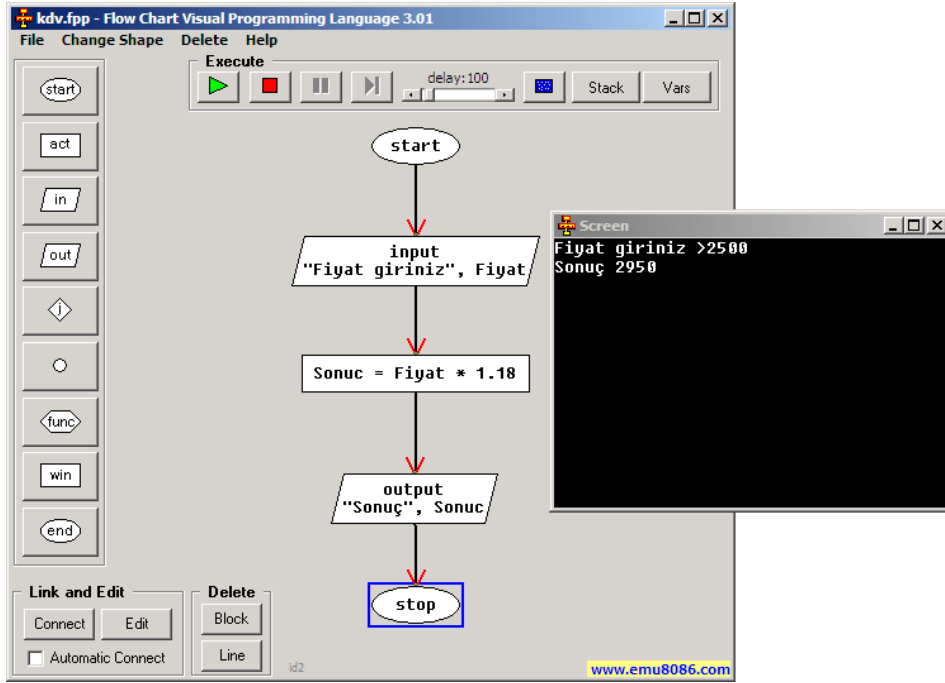 kdv.fpp - Flow Chart Visual Programming Language 3.01
File Change Shape Delete Help
Execute
delay:100
Stack Vars
start
act
in
out
j
func
win
end
start
input
"Fiyat giriniz", Fiyat
Sonuc = Fiyat * 1.18
output
"Sonuç", Sonuc
stop
Screen
Fiyat giriniz >2500
Sonuç 2950
Link and Edit
Connect Edit
Automatic Connect
Delete
Block
Line
id2
www.emu8086.com